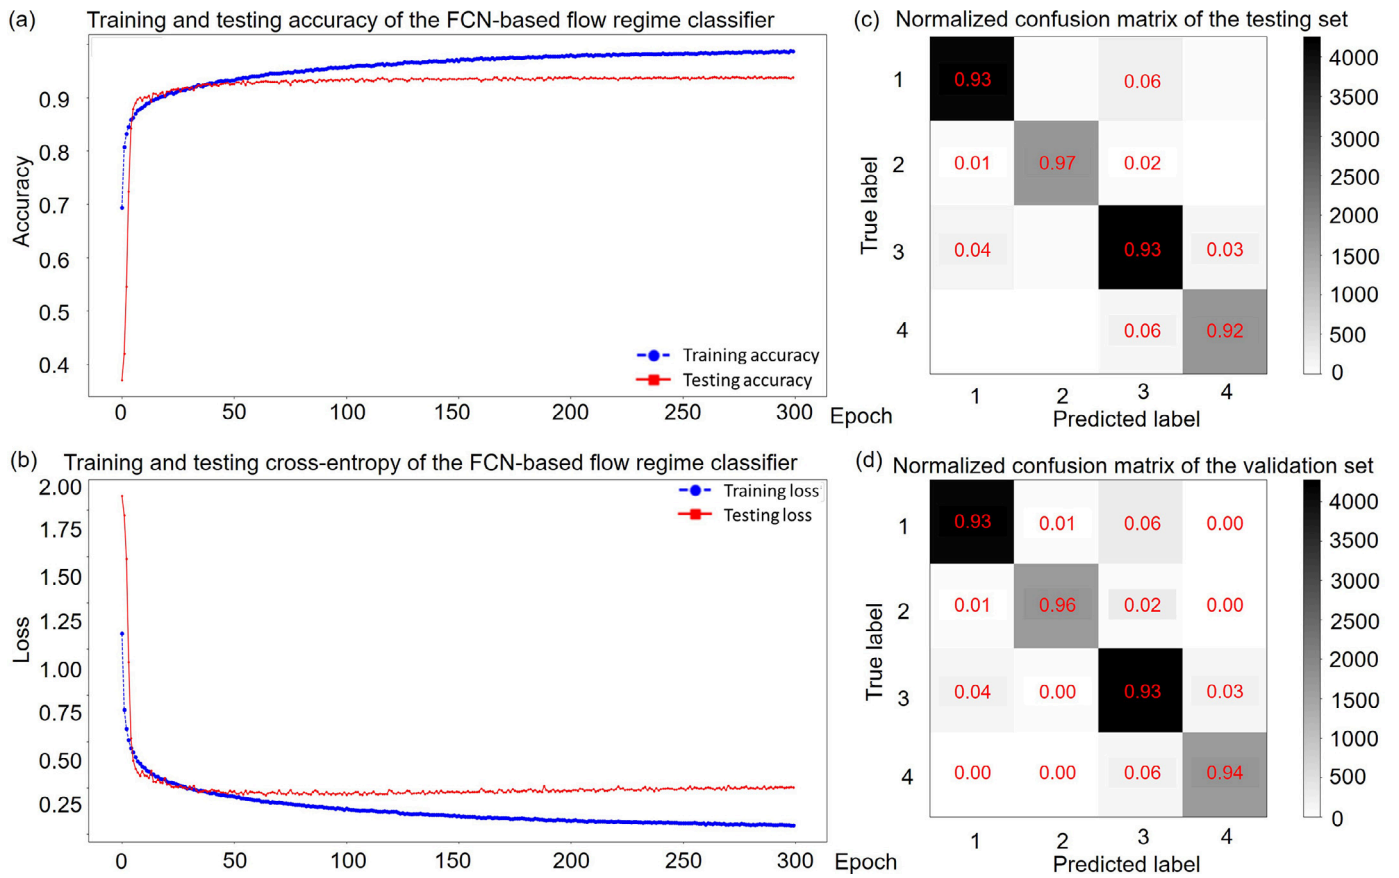 (a) Training and testing accuracy of the FCN-based flow regime classifier
Accuracy
0.9
0.8
0.7
0.6
0.5
0.4
Training accuracy
Testing accuracy
0 50 100 150 200 250 300 Epoch
(b) Training and testing cross-entropy of the FCN-based flow regime classifier
Loss
2.00
1.75
1.50
1.25
1.00
0.75
0.50
0.25
Training loss
Testing loss
0 50 100 150 200 250 300 Epoch
(c) Normalized confusion matrix of the testing set
True label
1 0.93 0.06
2 0.01 0.97 0.02
3 0.04 0.93 0.03
4 0.06 0.92
1 2 3 4
Predicted label
4000
3500
3000
2500
2000
1500
1000
500
0
(d) Normalized confusion matrix of the validation set
True label
1 0.93 0.01 0.06 0.00
2 0.01 0.96 0.02 0.00
3 0.04 0.00 0.93 0.03
4 0.00 0.00 0.06 0.94
1 2 3 4
Predicted label
4000
3500
3000
2500
2000
1500
1000
500
0